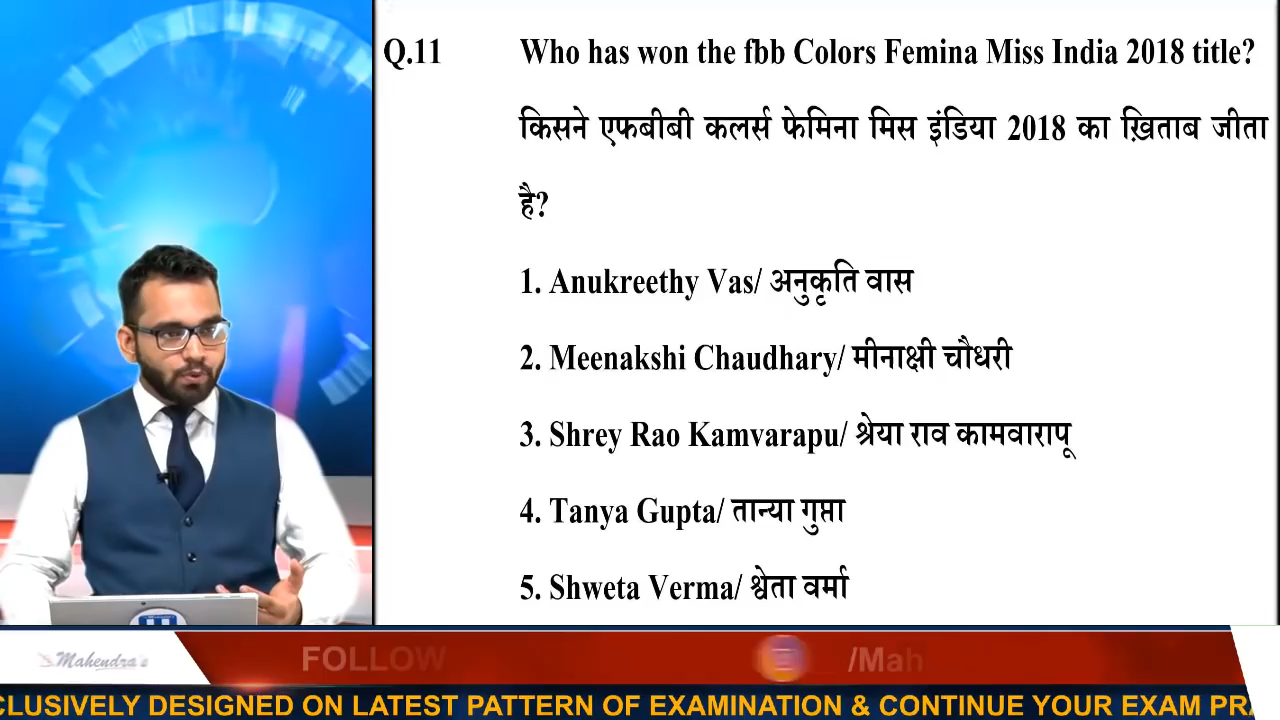 Q.11 Who has won the fbb Colors Femina Miss India 2018 title?
किसने एफबीबी कलर्स फेमिना मिस इंडिया 2018 का ख़िताब जीता
है?
1. Anukreethy Vas/ अनुकृति वास
2. Meenakshi Chaudhary/ मीनाक्षी चौधरी
3. Shrey Rao Kamvarapu/ श्रेया राव कामवारापू
4. Tanya Gupta/ तान्या गुप्ता
5. Shweta Verma/ श्वेता वर्मा
Mahendra's FOLLOW /Mah
CLUSIVELY DESIGNED ON LATEST PATTERN OF EXAMINATION & CONTINUE YOUR EXAM PRA